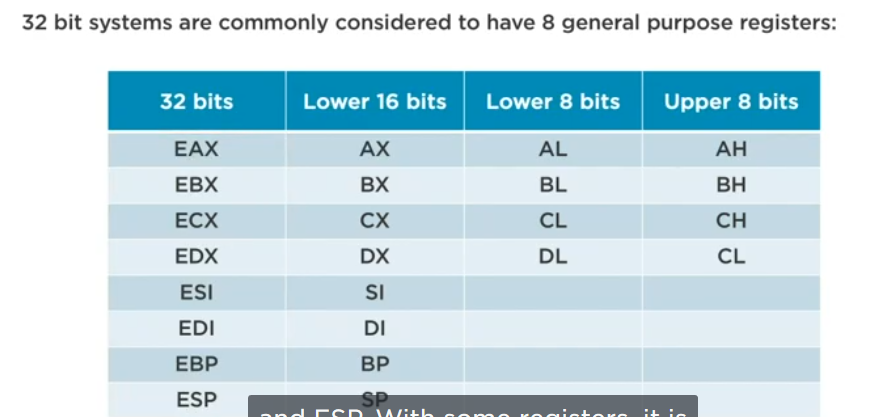 32 bit systems are commonly considered to have 8 general purpose registers:
32 bits Lower 16 bits Lower 8 bits Upper 8 bits
EAX AX AL AH
EBX BX BL BH
ECX CX CL CH
EDX DX DL CL
ESI SI
EDI DI
EBP BP
ESP SP
and ESP. With some registers, it is